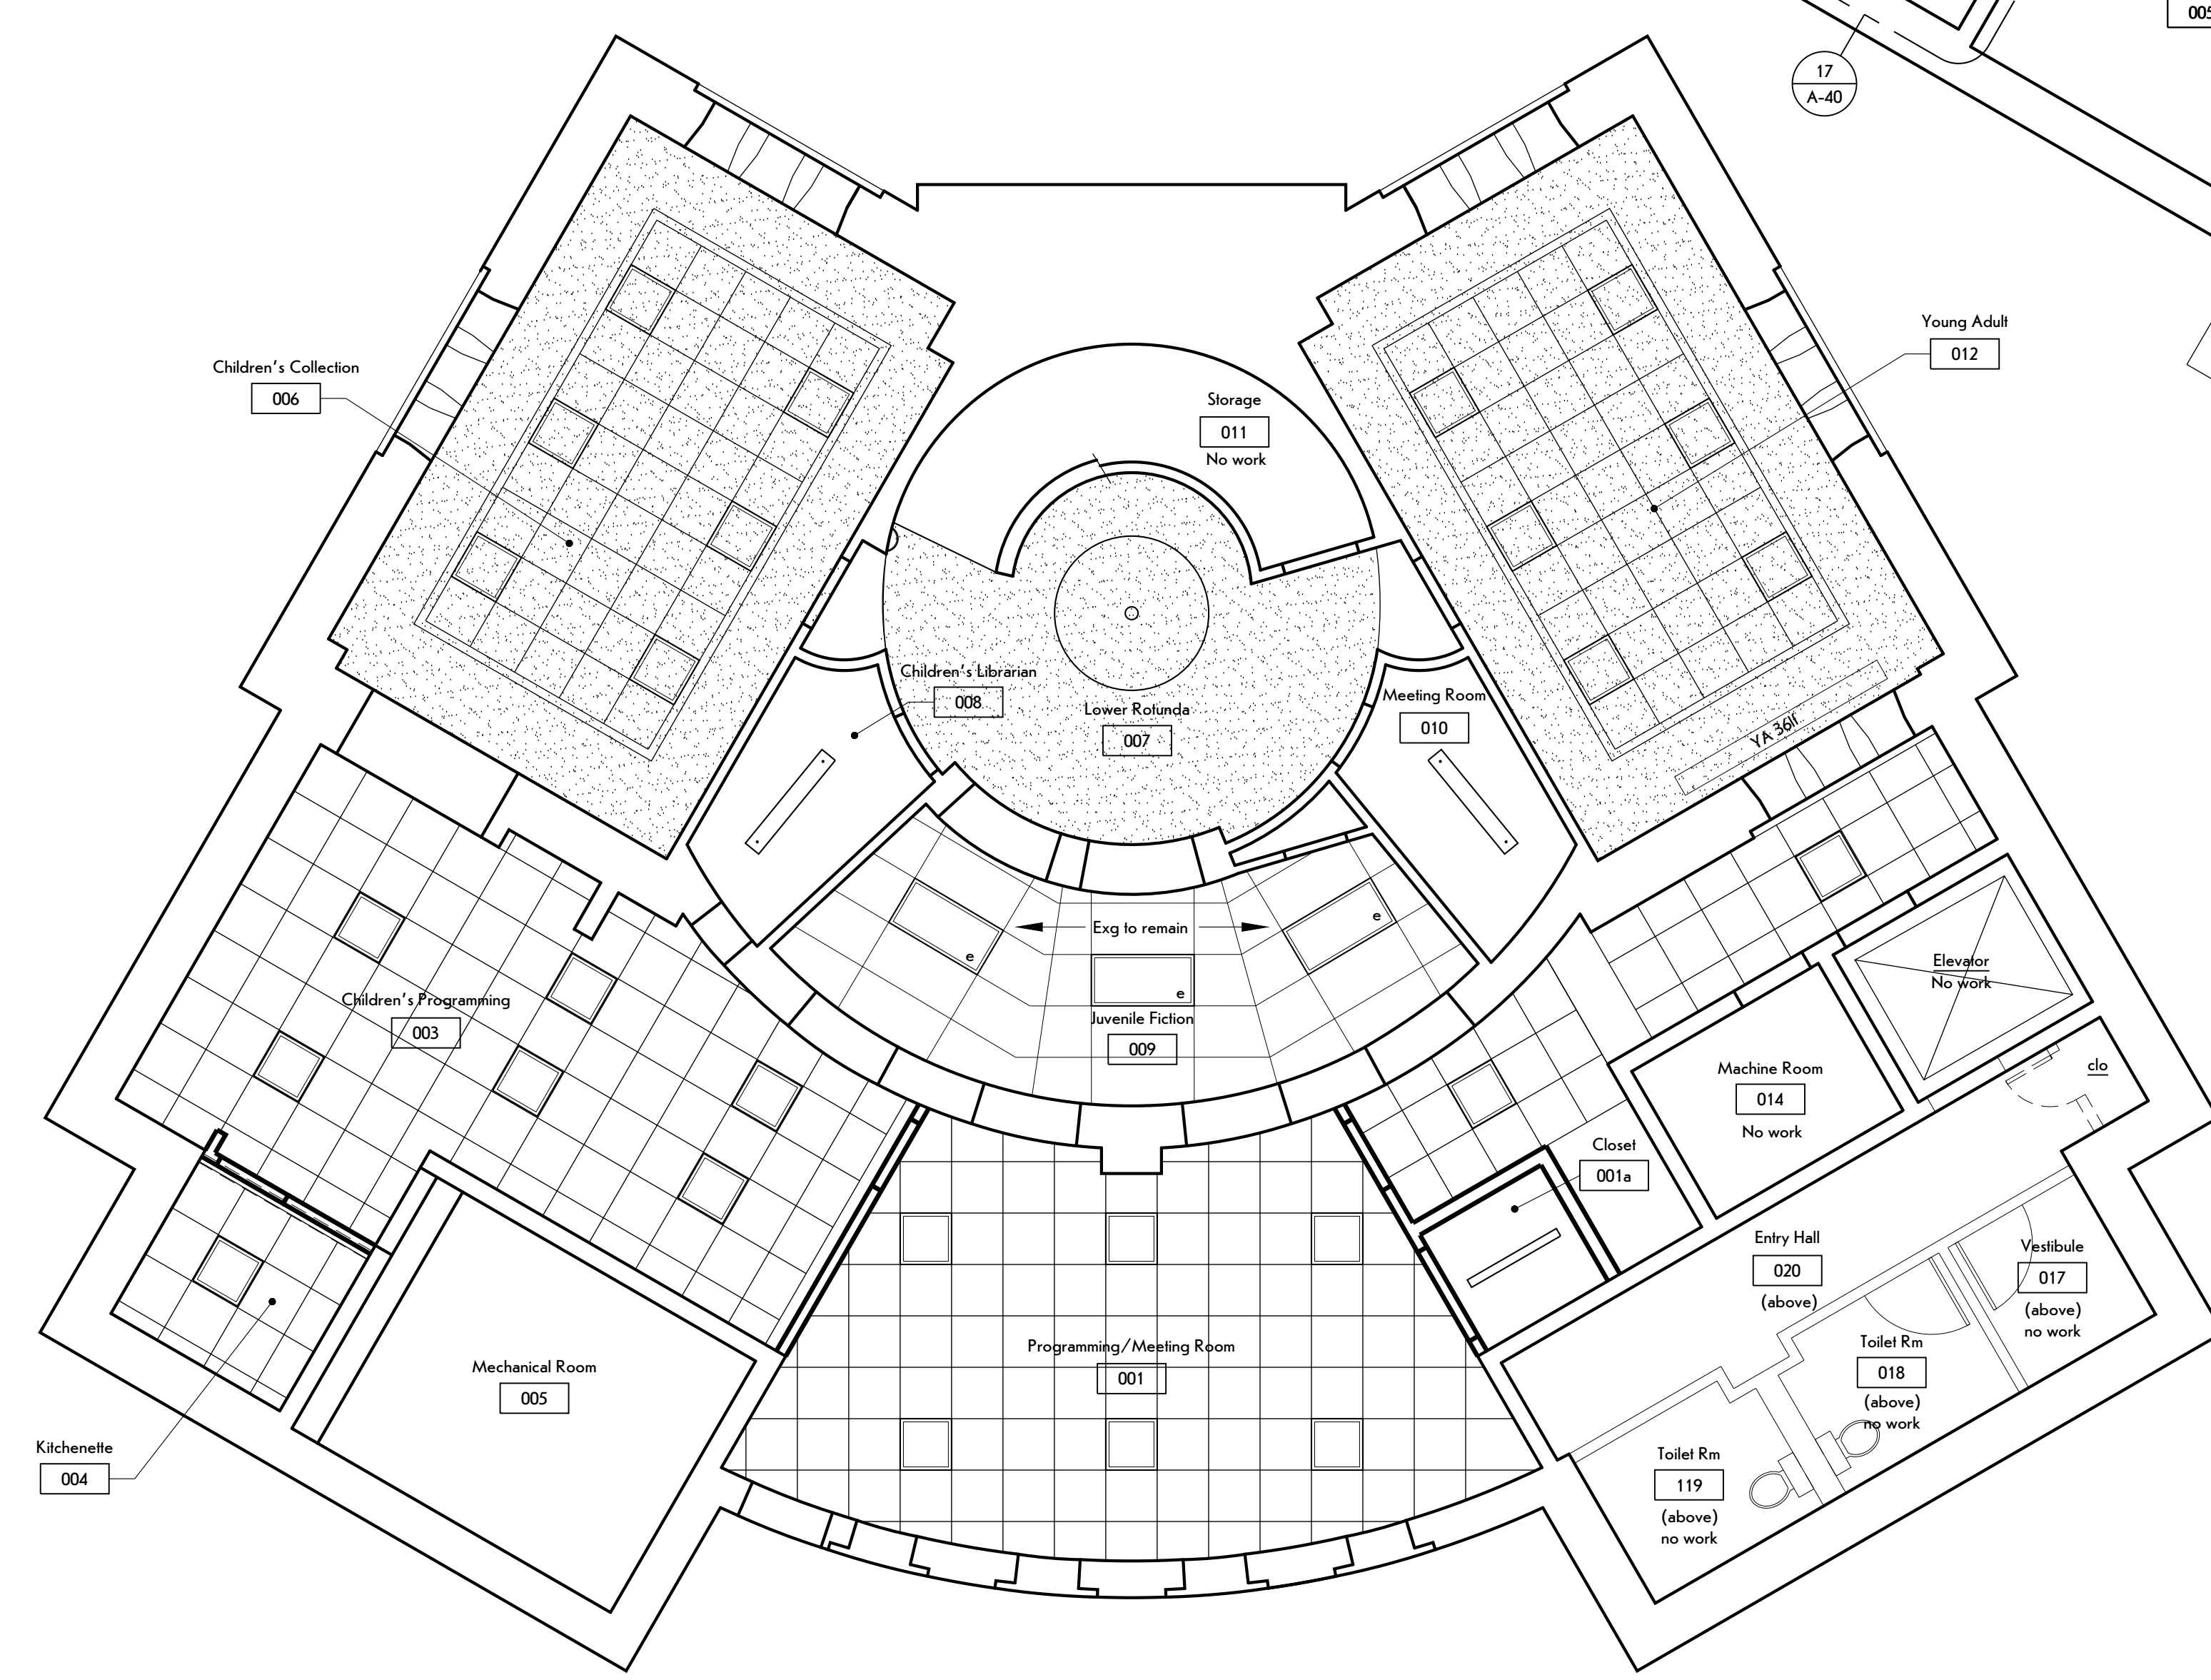 005
17
A-40
Young Adult
012
Children's Collection
006
Storage
011
No work
Children's Librarian
008
Meeting Room
010
Lower Rotunda
007
YA 36lf
Exg to remain
e
e
e
Elevator
No work
Children's Programming
003
Juvenile Fiction
009
Machine Room
014
No work
clo
Closet
001a
Entry Hall
020
(above)
Vestibule
017
(above)
no work
Toilet Rm
018
(above)
no work
Programming/Meeting Room
001
Mechanical Room
005
Kitchenette
004
Toilet Rm
119
(above)
no work